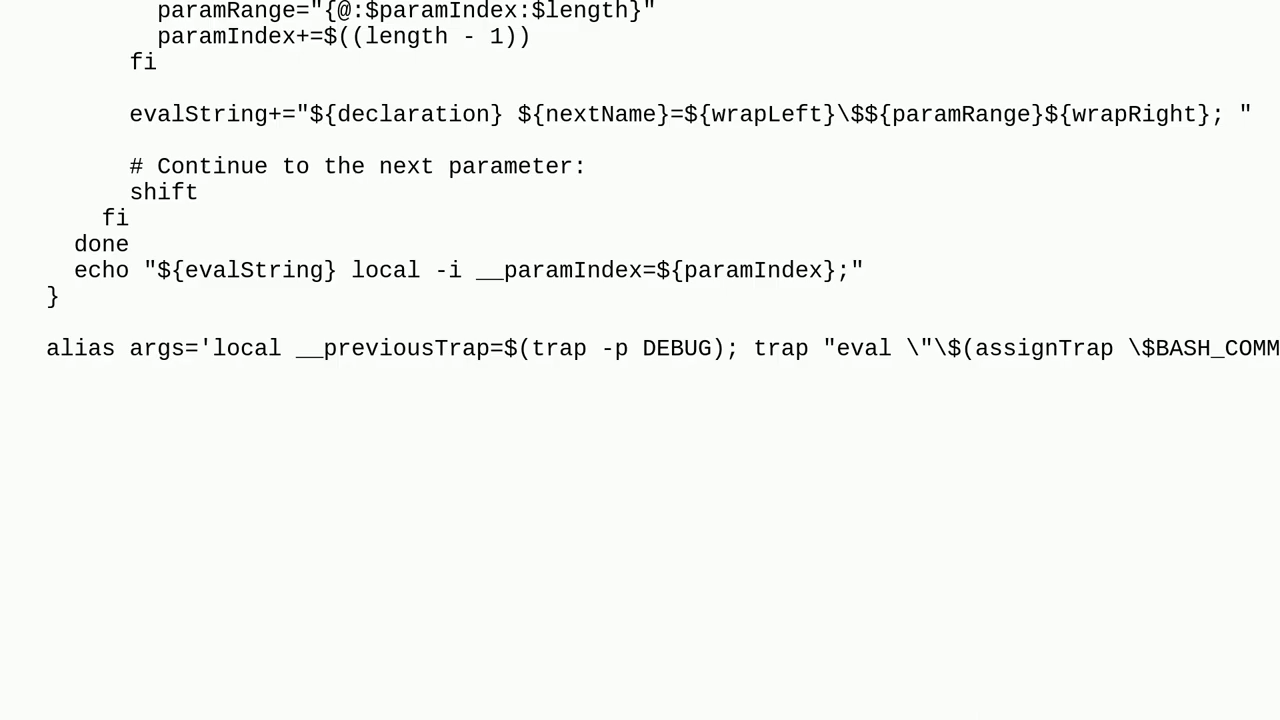 paramRange="{@:$paramIndex:$length}"
paramIndex+=$((length - 1))
fi
evalString+="${declaration} ${nextName}=${wrapLeft}\$${paramRange}${wrapRight}; "
# Continue to the next parameter:
shift
fi
done
echo "${evalString} local -i __paramIndex=${paramIndex};"
}
alias args='local __previousTrap=$(trap -p DEBUG); trap "eval \"\$(assignTrap \$BASH_COMM